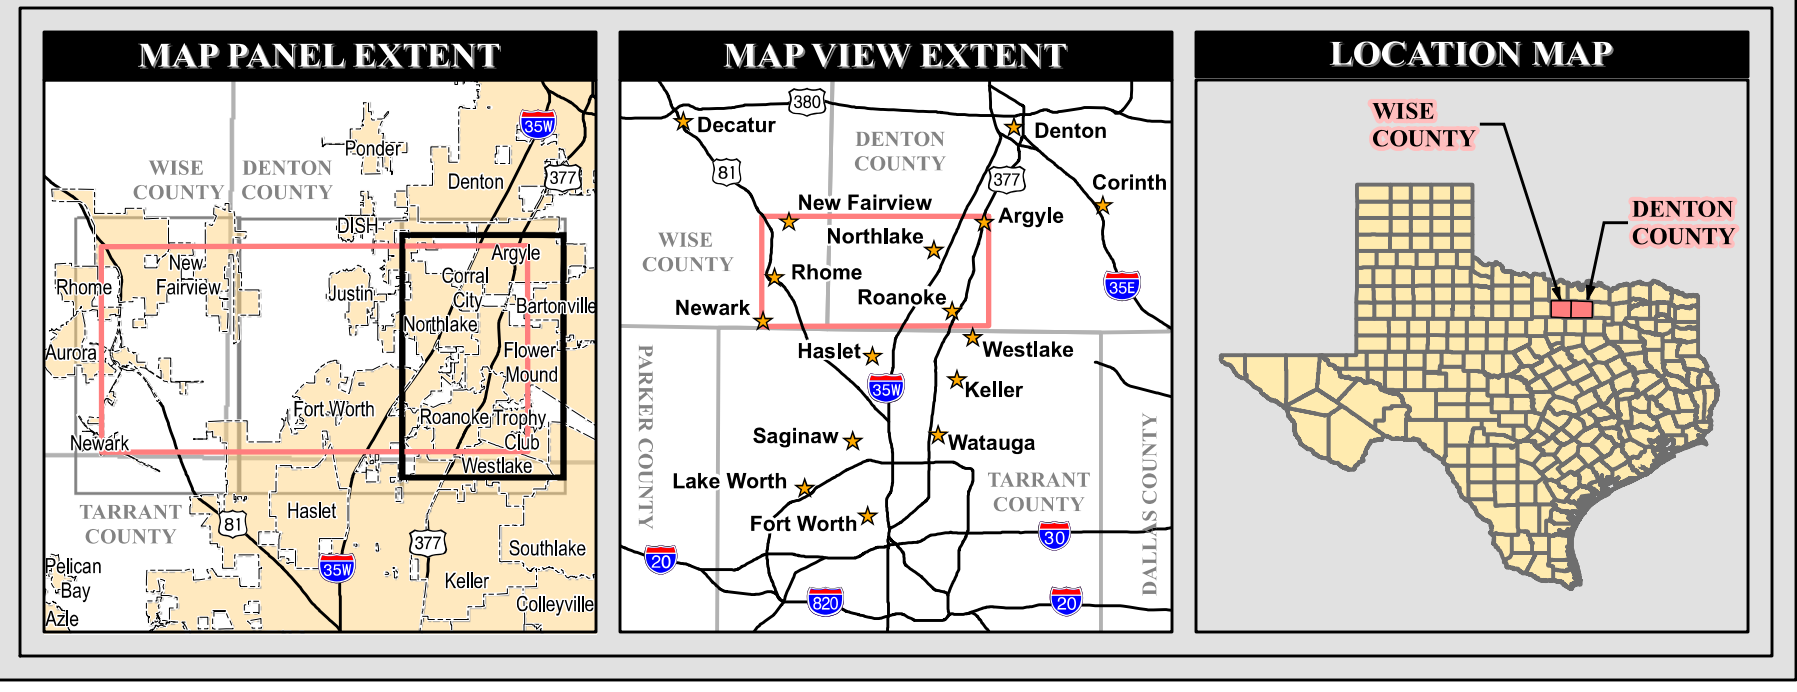 MAP PANEL EXTENT
35W
Ponder
WISE
COUNTY
DENTON
COUNTY
Denton
377
DISH
Argyle
New
Fairview
Rhome
Justin
Corral
City
Bartonville
Northlake
Aurora
Flower
Mound
Fort Worth
Roanoke
Trophy
Club
Newark
Westlake
TARRANT
COUNTY
81
Haslet
377
Southlake
35W
Pelican
Bay
Keller
Azle
Colleyville
MAP VIEW EXTENT
380
Decatur
DENTON
COUNTY
Denton
81
377
Corinth
New Fairview
Argyle
Northlake
WISE
COUNTY
Rhome
35E
Roanoke
Newark
Haslet
Westlake
PARKER COUNTY
35W
Keller
Saginaw
Watauga
DALLAS COUNTY
Lake Worth
TARRANT
COUNTY
Fort Worth
30
20
820
20
LOCATION MAP
WISE
COUNTY
DENTON
COUNTY